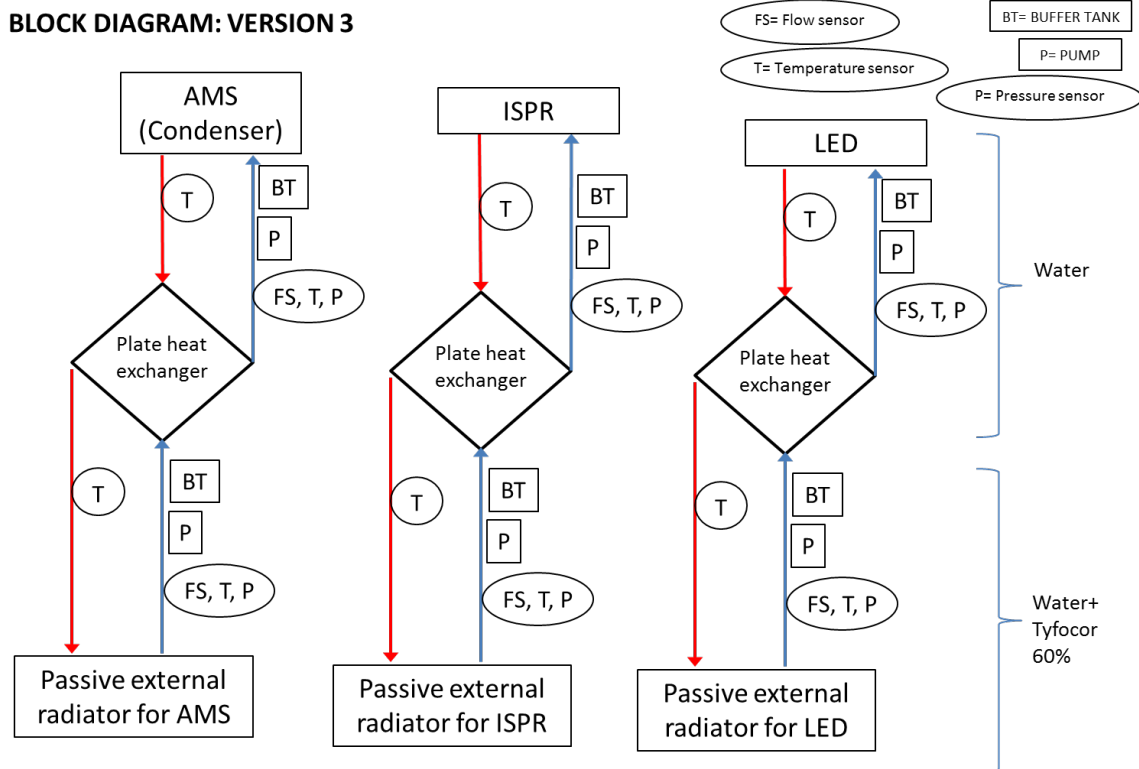 BLOCK DIAGRAM: VERSION 3
FS= Flow sensor
BT= BUFFER TANK
T= Temperature sensor
P= PUMP
P= Pressure sensor
AMS
(Condenser)
T
BT
P
FS, T, P
Plate heat
exchanger
T
BT
P
FS, T, P
Passive external
radiator for AMS
ISPR
T
BT
P
FS, T, P
Plate heat
exchanger
T
BT
P
FS, T, P
Passive external
radiator for ISPR
LED
T
BT
P
FS, T, P
Plate heat
exchanger
T
BT
P
FS, T, P
Passive external
radiator for LED
Water
Water+
Tyfocor
60%